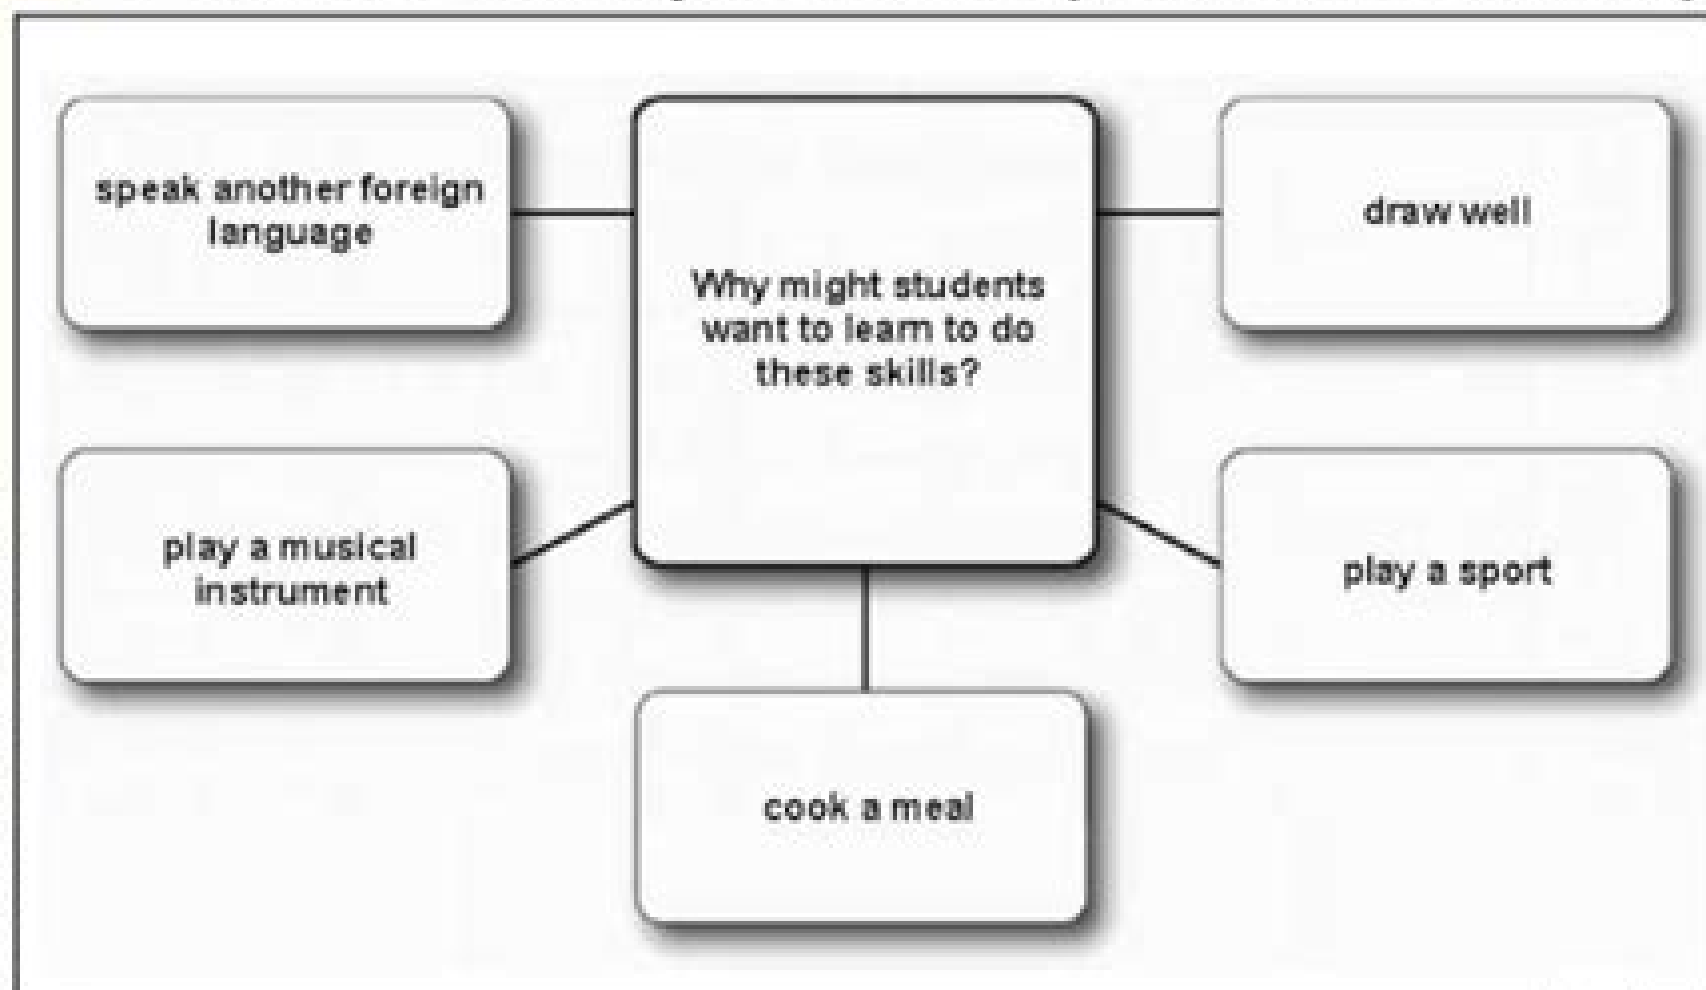 speak another foreign
language
Why might students
want to learn to do
these skills?
draw well
play a musical
instrument
play a sport
cook a meal